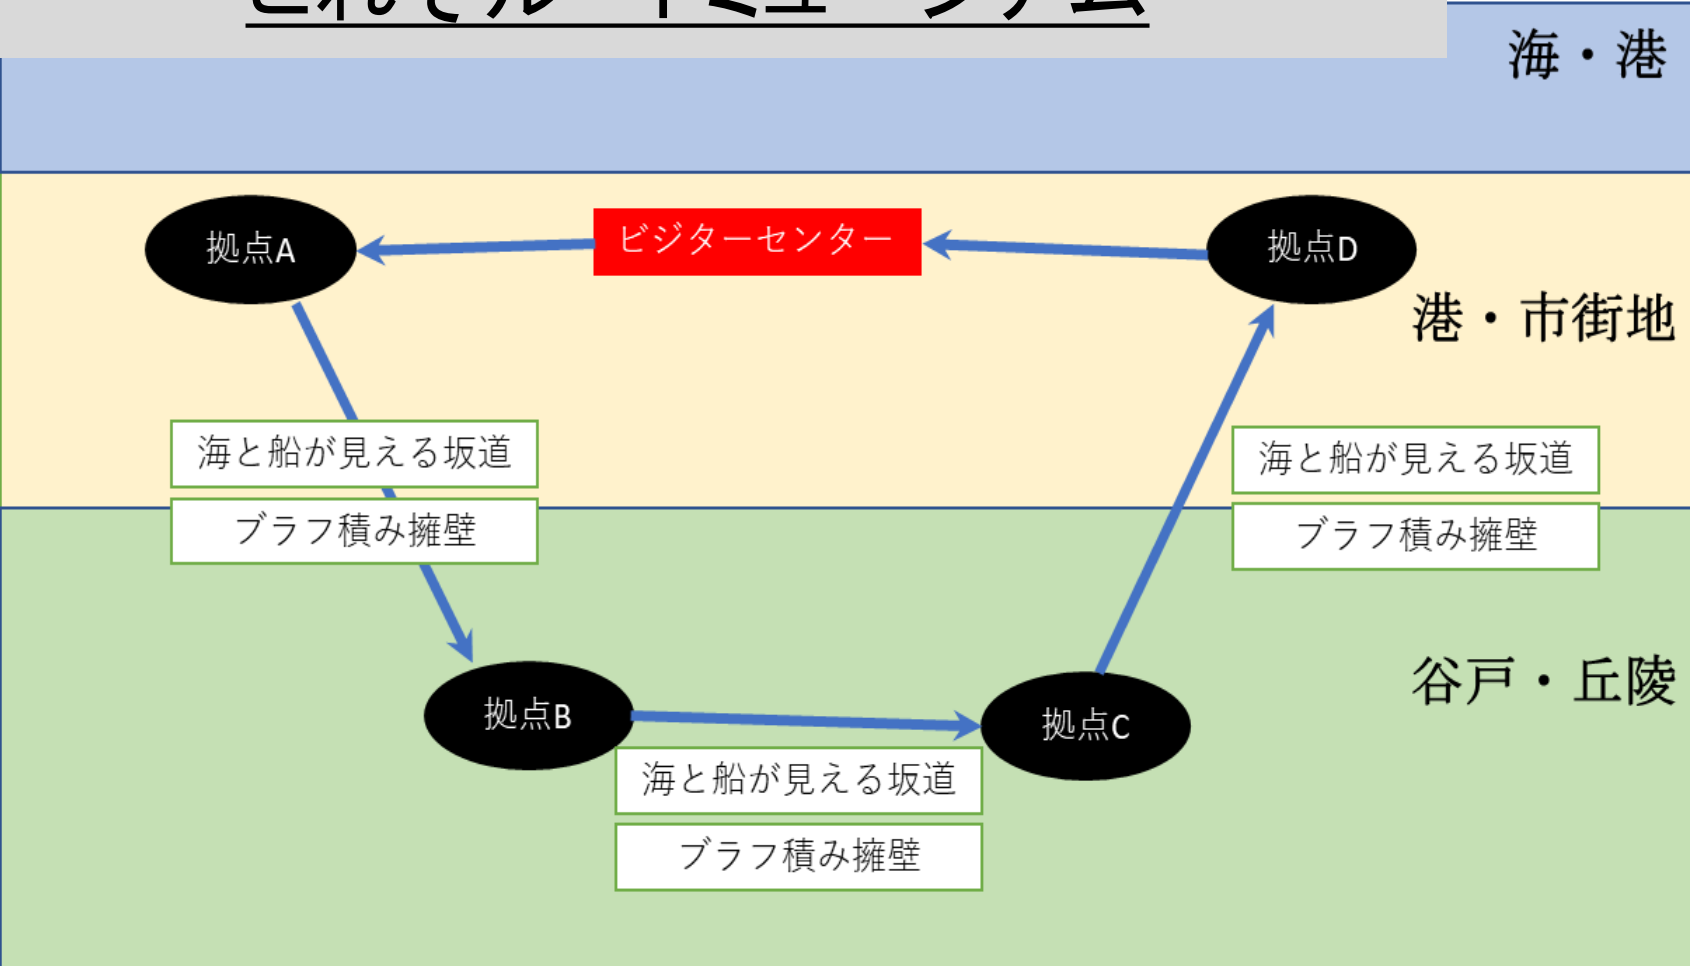 海・港
拠点A
ビジターセンター
拠点D
港・市街地
海と船が見える坂道
ブラフ積み擁壁
海と船が見える坂道
ブラフ積み擁壁
谷戸・丘陵
拠点B
拠点C
海と船が見える坂道
ブラフ積み擁壁